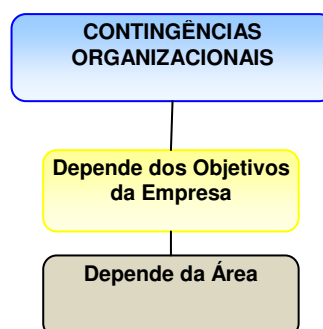 CONTINGÊNCIAS
ORGANIZACIONAIS
Depende dos Objetivos
da Empresa
Depende da Área